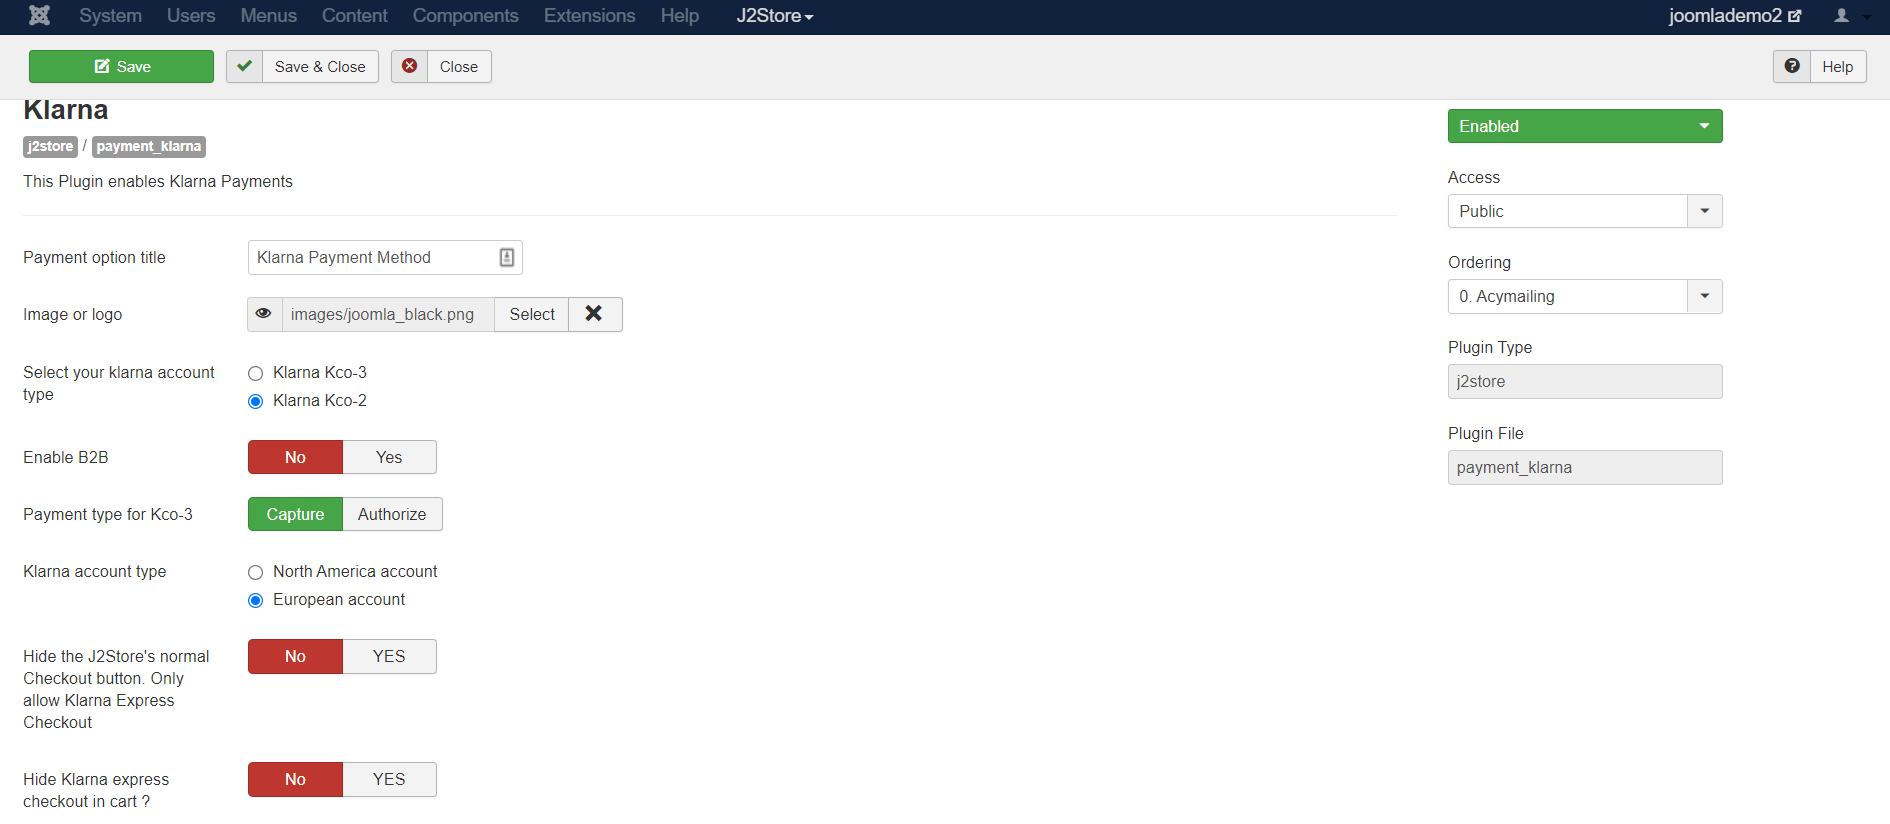 System Users Menus Content Components Extensions Help J2Store joomlademo2
Save Save & Close Close Help
Klarna
j2store / payment_klarna
This Plugin enables Klarna Payments
Payment option title Klarna Payment Method
Image or logo images/joomla_black.png Select
Select your klarna account
type
Klarna Kco-3
Klarna Kco-2
Enable B2B No Yes
Payment type for Kco-3 Capture Authorize
Klarna account type North America account
European account
Hide the J2Store's normal
Checkout button. Only
allow Klarna Express
Checkout
No YES
Hide Klarna express
checkout in cart ?
No YES
Enabled
Access
Public
Ordering
0. Acymailing
Plugin Type
j2store
Plugin File
payment_klarna